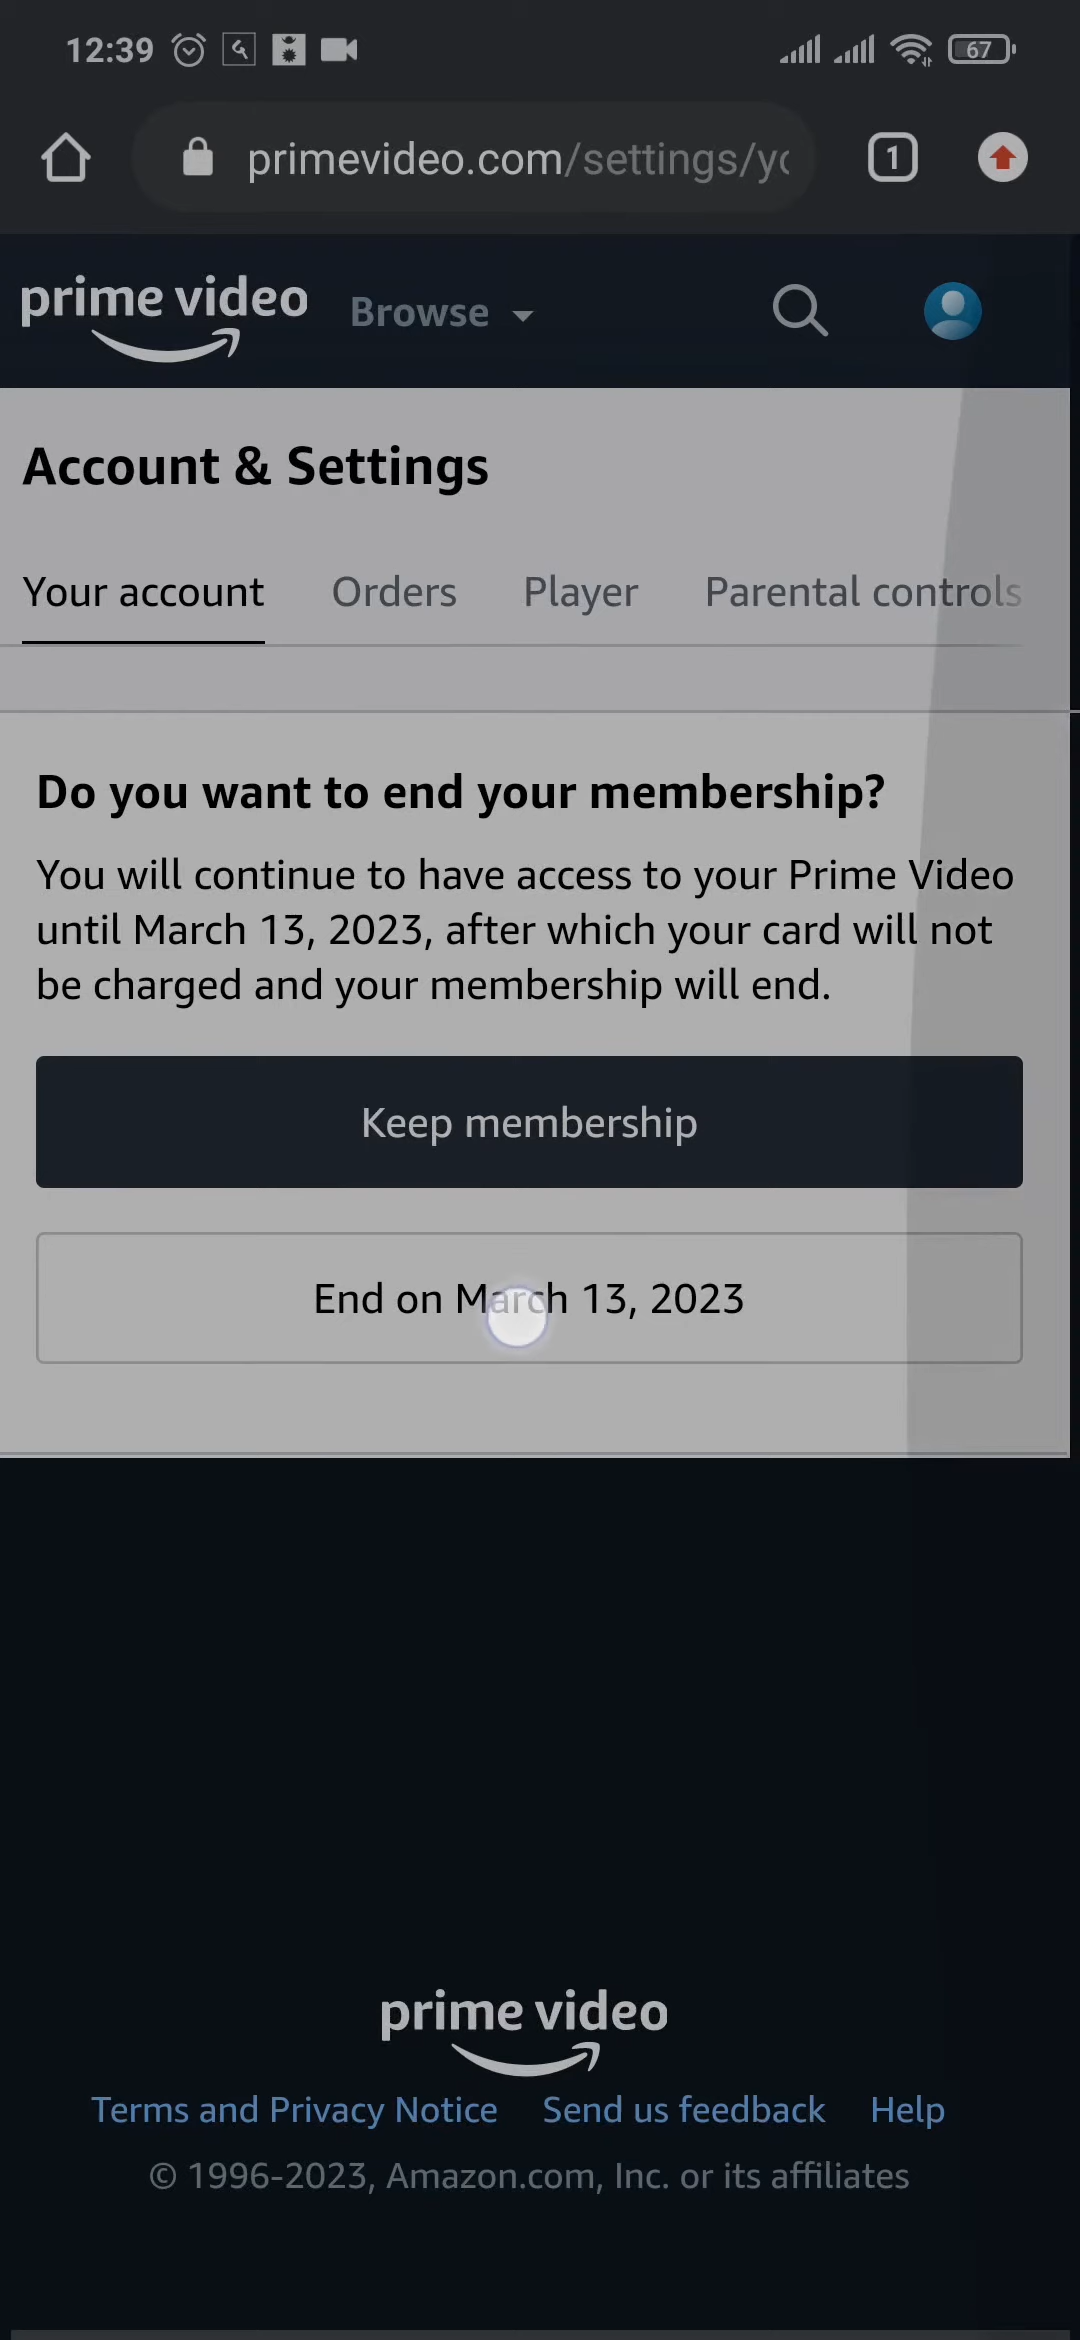 12:39
67
primevideo.com/settings/yo
1
prime video
Browse
Account & Settings
Your account
Orders
Player
Parental controls
Do you want to end your membership?
You will continue to have access to your Prime Video
until March 13, 2023, after which your card will not
be charged and your membership will end.
Keep membership
End on March 13, 2023
prime video
Terms and Privacy Notice
Send us feedback
Help
© 1996-2023, Amazon.com, Inc. or its affiliates